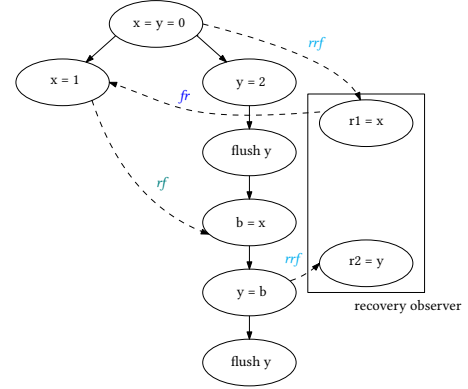 x = y = 0
rrf
x = 1
y = 2
fr
r1 = x
flush y
rf
b = x
rrf
r2 = y
y = b
recovery observer
flush y